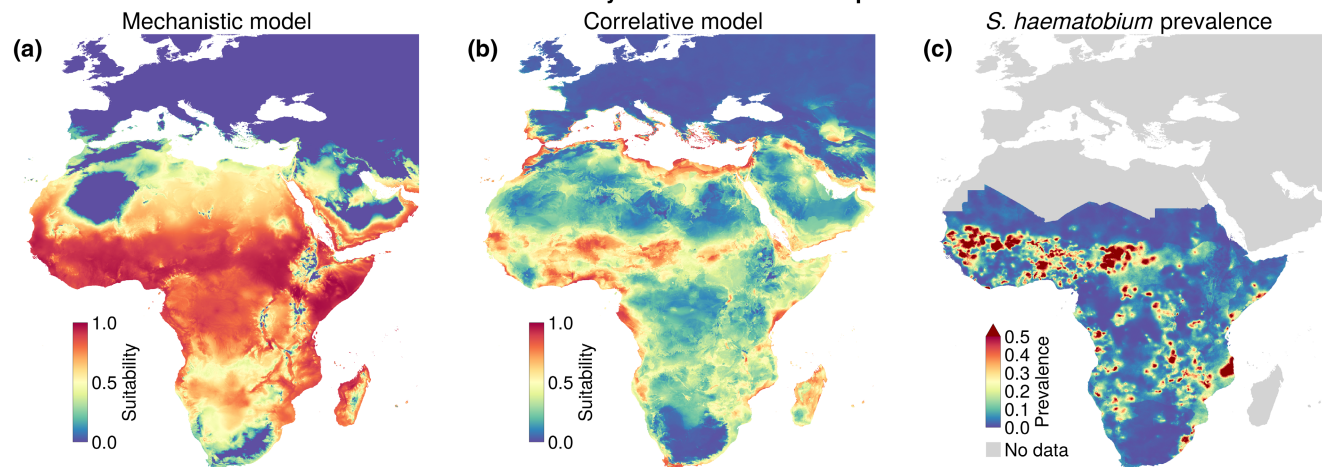 Mechanistic model
Correlative model
S. haematobium prevalence
(a)
(b)
(c)
1.0
0.5
0.0
Suitability
1.0
0.5
0.0
Suitability
0.5
0.4
0.3
0.2
0.1
0.0
Prevalence
No data